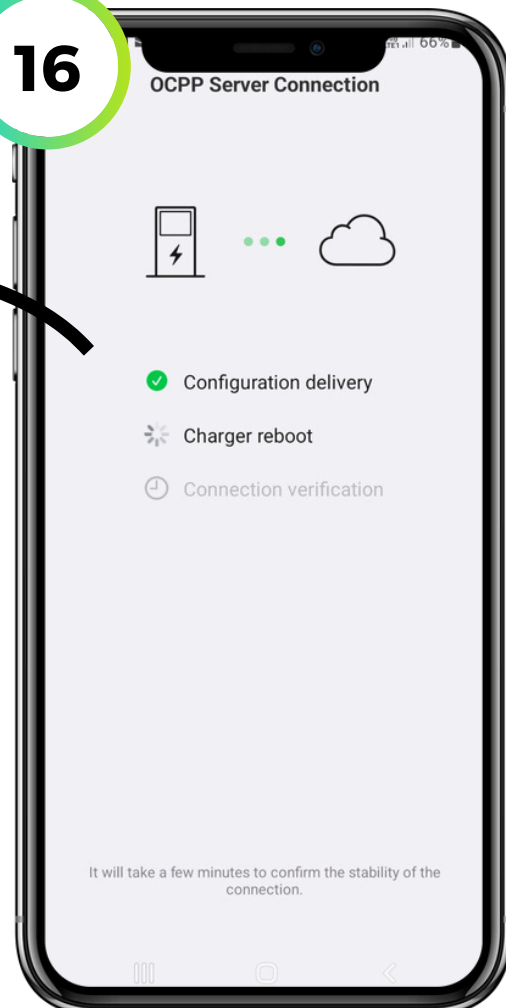 16
66%
OCPP Server Connection
Configuration delivery
Charger reboot
Connection verification
It will take a few minutes to confirm the stability of the
connection.